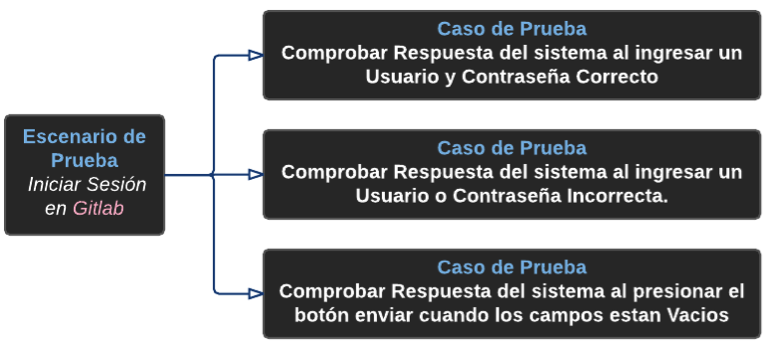 Escenario de
Prueba
Iniciar Sesión
en Gitlab
Caso de Prueba
Comprobar Respuesta del sistema al ingresar un
Usuario y Contraseña Correcto
Caso de Prueba
Comprobar Respuesta del sistema al ingresar un
Usuario o Contraseña Incorrecta.
Caso de Prueba
Comprobar Respuesta del sistema al presionar el
botón enviar cuando los campos estan Vacios